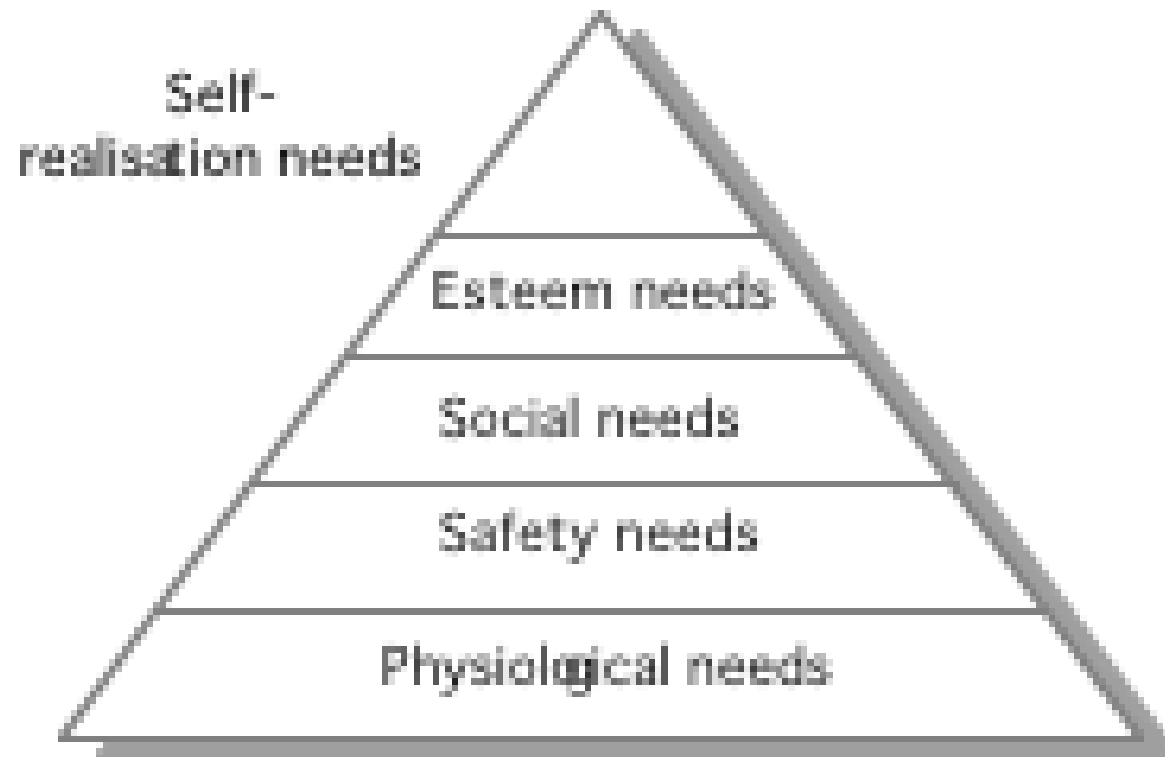 Self-
realisation needs
Esteem needs
Social needs
Safety needs
Physiological needs